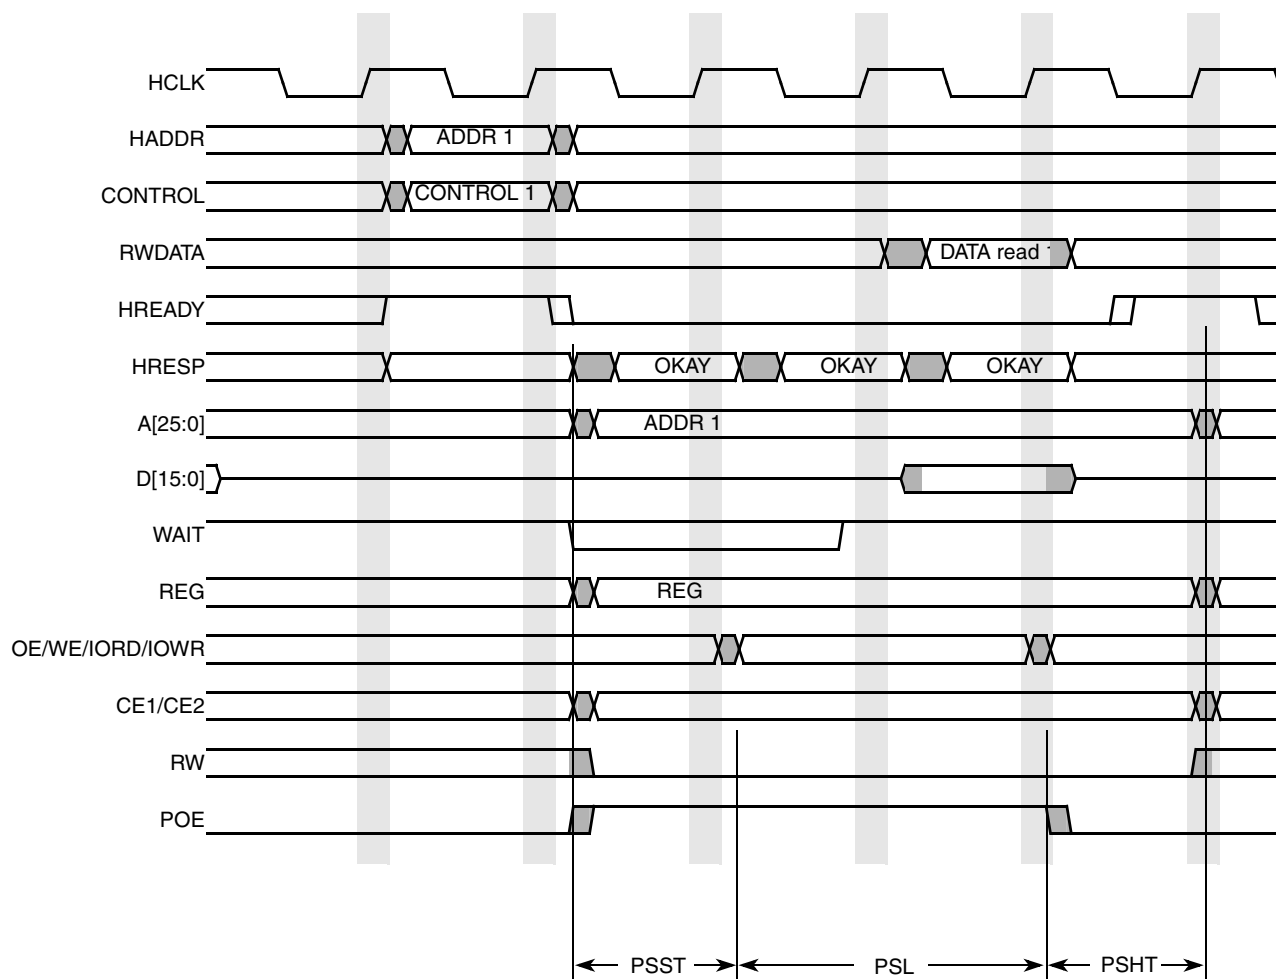 HCLK
HADDR ADDR 1
CONTROL CONTROL 1
RWDATA DATA read 1
HREADY
HRESP OKAY OKAY OKAY
A[25:0] ADDR 1
D[15:0]
WAIT
REG REG
OE/WE/IORD/IOWR
CE1/CE2
RW
POE
PSST PSL PSHT